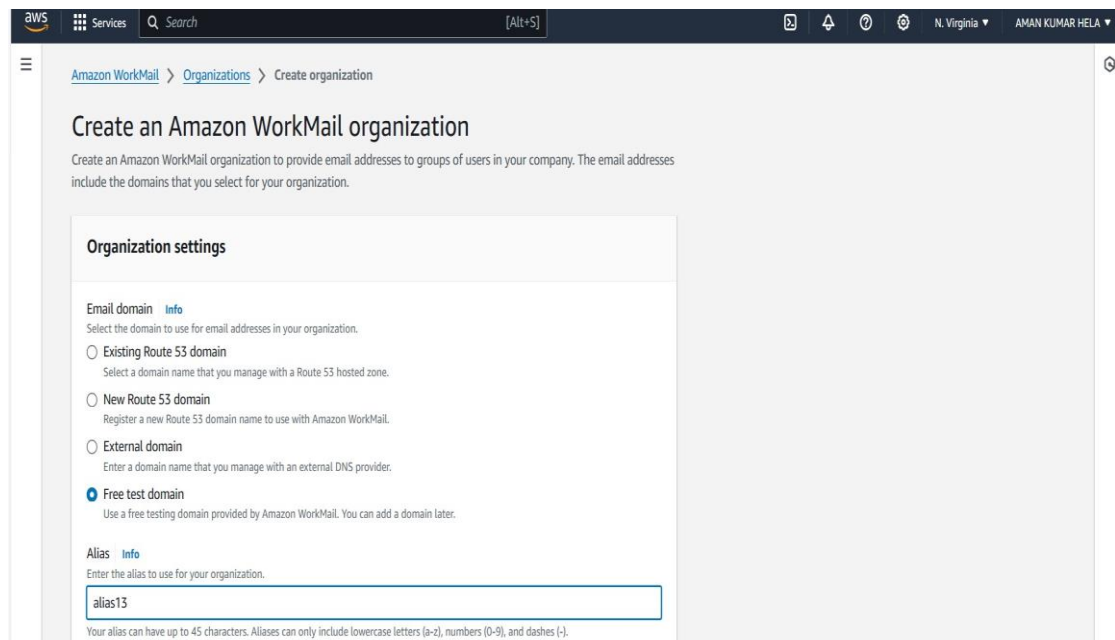 aws Services Search [Alt+S] N. Virginia AMAN KUMAR HELA
Amazon WorkMail > Organizations > Create organization
Create an Amazon WorkMail organization
Create an Amazon WorkMail organization to provide email addresses to groups of users in your company. The email addresses
include the domains that you select for your organization.
Organization settings
Email domain Info
Select the domain to use for email addresses in your organization.
Existing Route 53 domain
Select a domain name that you manage with a Route 53 hosted zone.
New Route 53 domain
Register a new Route 53 domain name to use with Amazon WorkMail.
External domain
Enter a domain name that you manage with an external DNS provider.
Free test domain
Use a free testing domain provided by Amazon WorkMail. You can add a domain later.
Alias Info
Enter the alias to use for your organization.
alias13
Your alias can have up to 45 characters. Aliases can only include lowercase letters (a-z), numbers (0-9), and dashes (-).